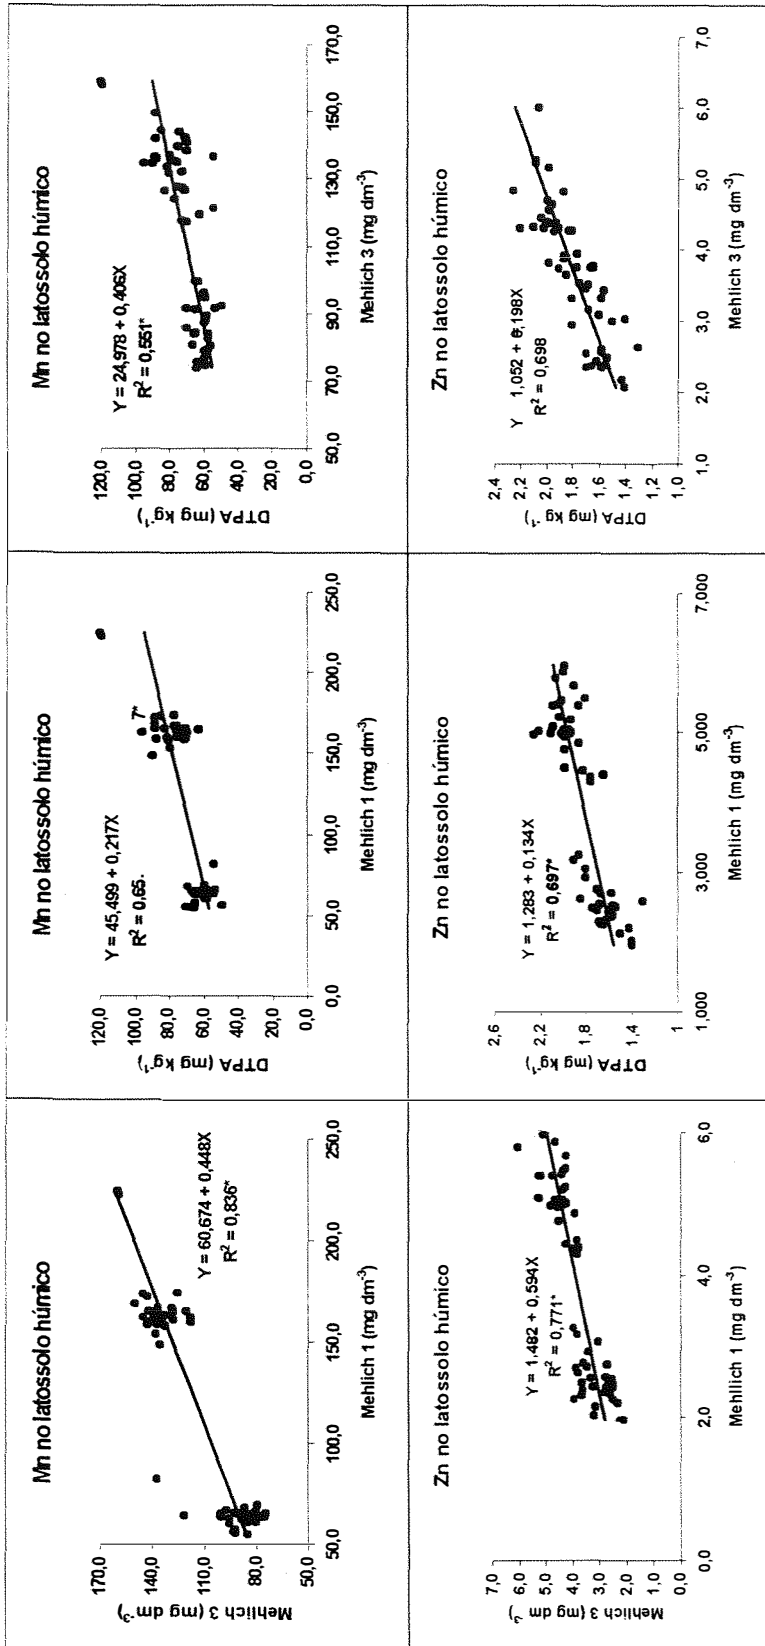 Mn no latossolo húmico
Mehlich 3 (mg dm⁻³)
170,0
140,0
110,0
80,0
50,0
Y = 60,674 + 0,448X
R² = 0,836*
50,0 100,0 150,0 200,0 250,0
Mehlich 1 (mg dm⁻³)
Mn no latossolo húmico
DTPA (mg kg⁻¹)
120,0
100,0
80,0
60,0
40,0
20,0
0,0
Y = 45,499 + 0,217X
R² = 0.65.
7*
0,0 50,0 100,0 150,0 200,0 250,0
Mehlich 1 (mg dm⁻³)
Mn no latossolo húmico
DTPA (mg kg⁻¹)
120,0
100,0
80,0
60,0
40,0
20,0
0,0
Y = 24,978 + 0,406X
R² = 0,551*
50,0 70,0 90,0 110,0 130,0 150,0 170,0
Mehlich 3 (mg dm⁻³)
Zn no latossolo húmico
Mehlich 3 (mg dm⁻³)
7,0
6,0
5,0
4,0
3,0
2,0
1,0
0,0
Y = 1,482 + 0,594X
R² = 0,771*
0,0 2,0 4,0 6,0
Mehllich 1 (mg dm⁻³)
Zn no latossolo húmico
DTPA (mg kg⁻¹)
2,6
2,2
1,8
1,4
1
Y = 1,283 + 0,134X
R² = 0,697*
1,000 3,000 5,000 7,000
Mehlich 1 (mg dm⁻³)
Zn no latossolo húmico
DTPA (mg kg⁻¹)
2,4
2,2
2,0
1,8
1,6
1,4
1,2
1,0
Y 1,052 + 0,198X
R² = 0,698
1,0 2,0 3,0 4,0 5,0 6,0 7,0
Mehlich 3 (mg dm⁻³)